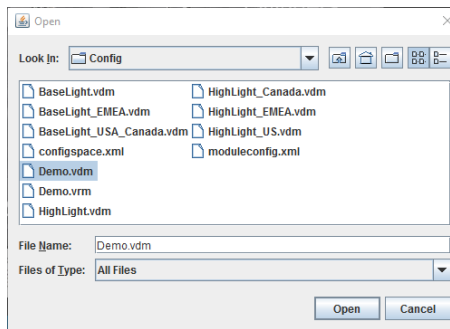 Open
Look In: Config
BaseLight.vdm
BaseLight_EMEA.vdm
BaseLight_USA_Canada.vdm
configspace.xml
Demo.vdm
Demo.vrm
HighLight.vdm
HighLight_Canada.vdm
HighLight_EMEA.vdm
HighLight_US.vdm
moduleconfig.xml
File Name: Demo.vdm
Files of Type: All Files
Open Cancel